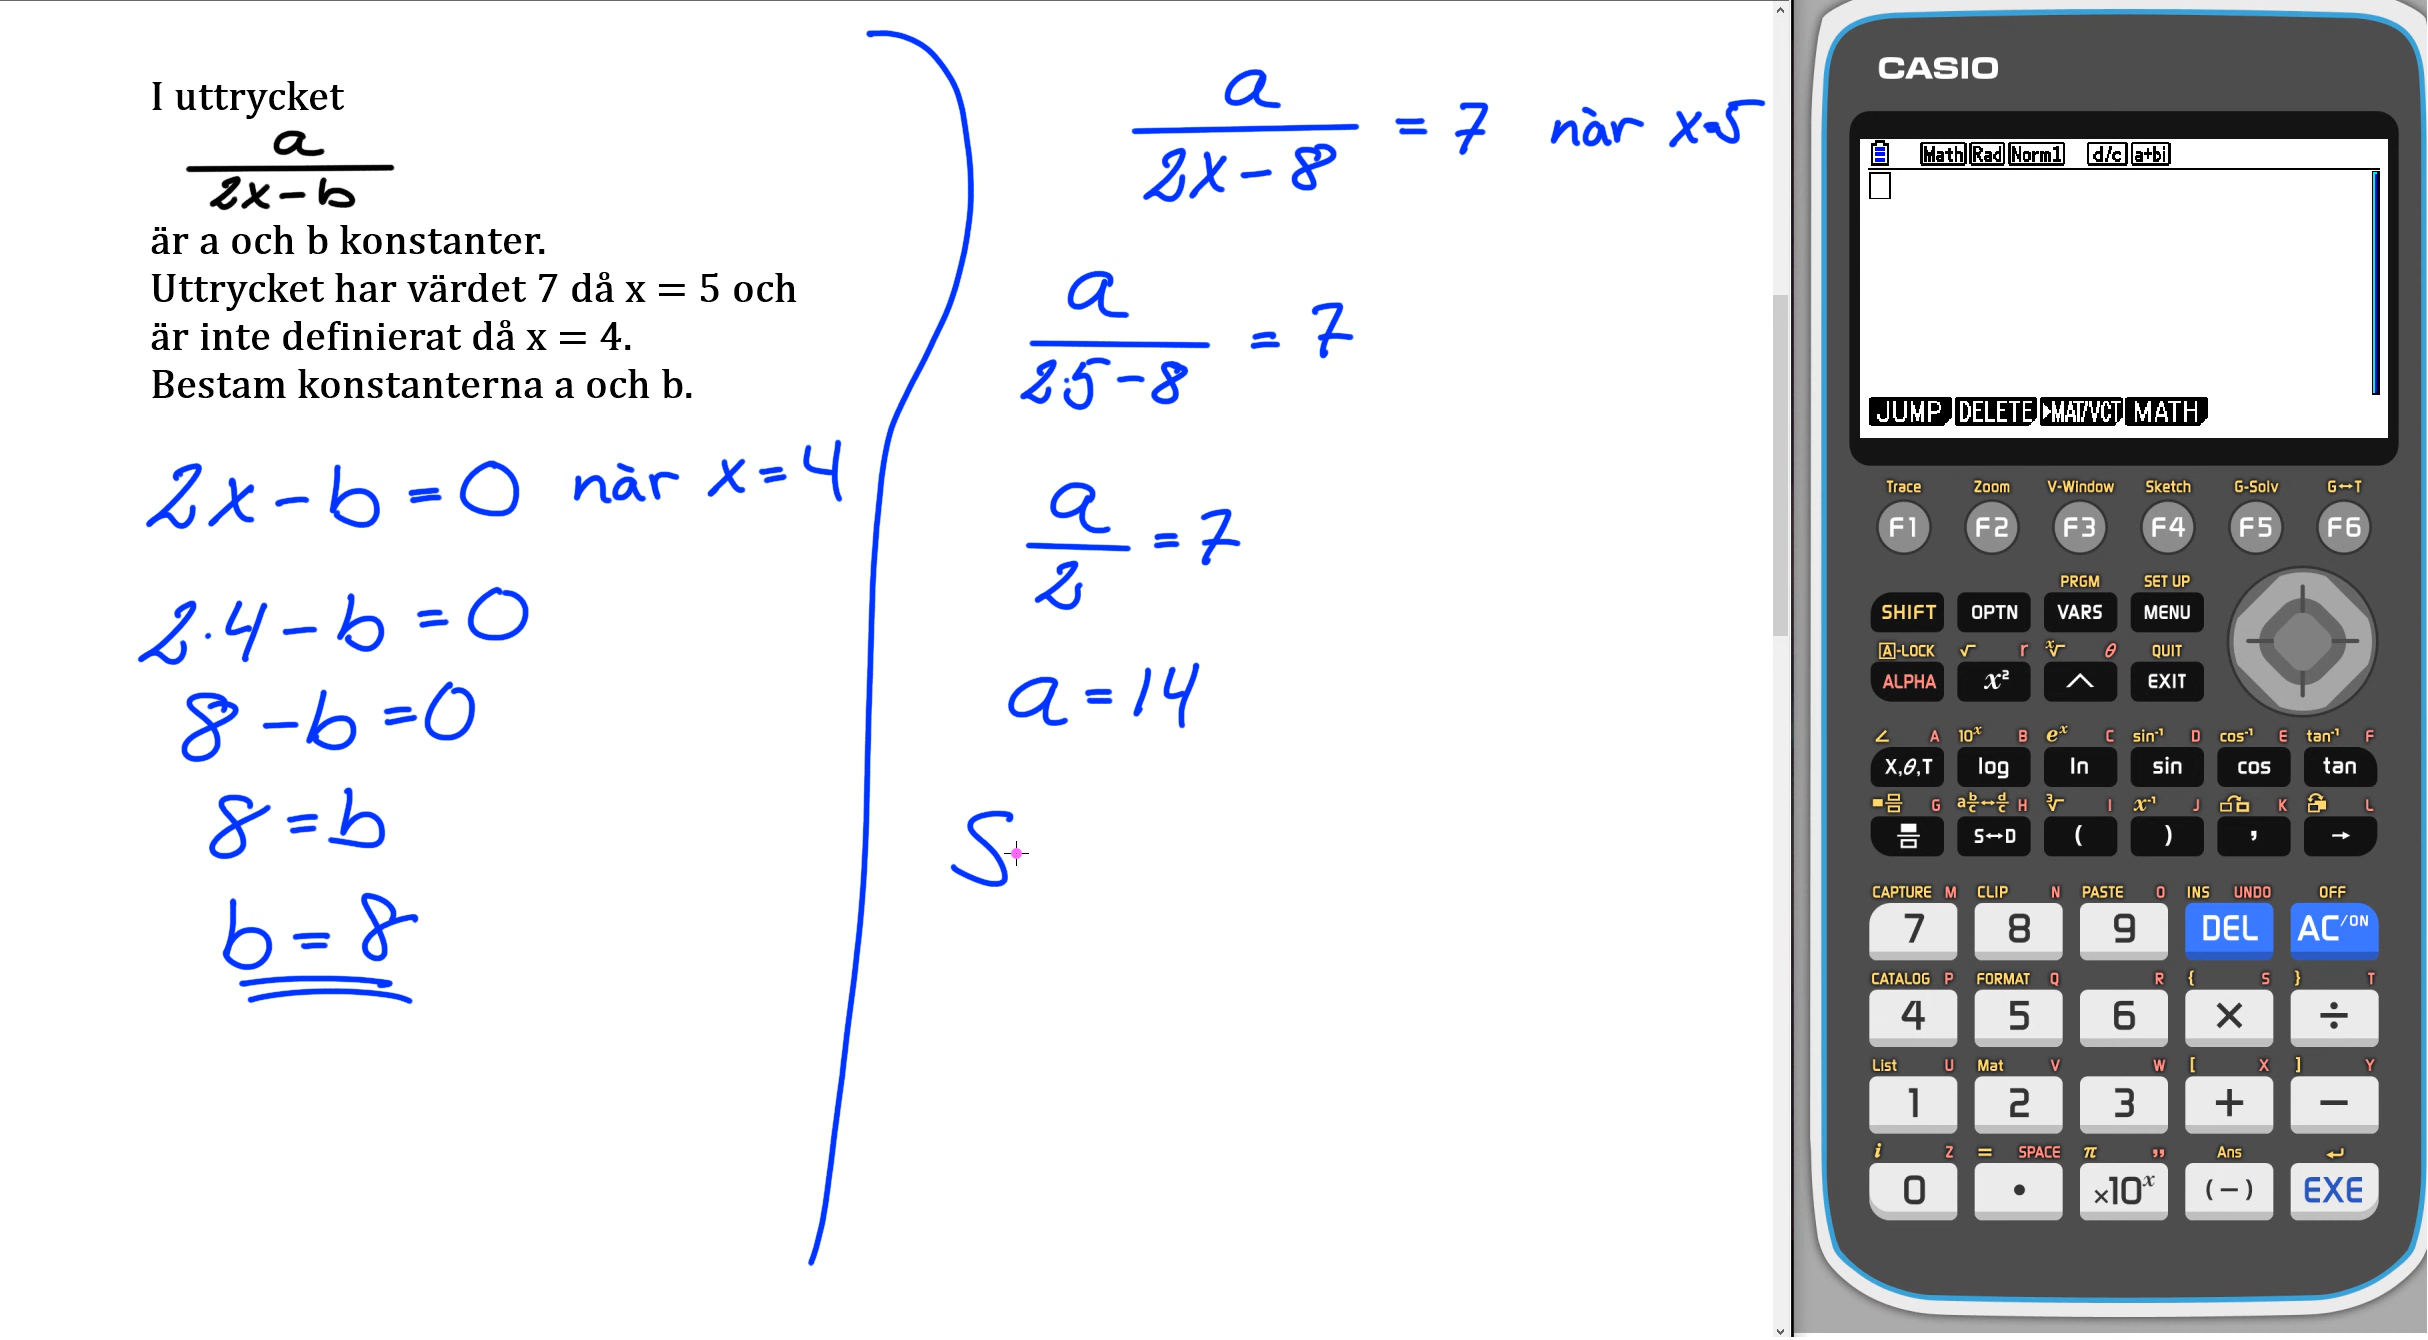 I uttrycket
a
2x-b
är a och b konstanter.
Uttrycket har värdet 7 då x = 5 och
är inte definierat då x = 4.
Bestam konstanterna a och b.
2x-b=0 när x=4
2·4-b=0
8-b=0
8=b
b=8
a
2x-8
=7 när x=5
a
2·5-8
=7
a
2
=7
a=14
S
CASIO
Math Rad Norm1 d/c a+bi
JUMP DELETE ►MAT/VCT MATH
Trace Zoom V-Window Sketch G-Solv G↔T
F1 F2 F3 F4 F5 F6
PRGM SET UP
SHIFT OPTN VARS MENU
A-LOCK √ r ˣ√ θ QUIT
ALPHA x² ^ EXIT
∠ A 10ˣ B eˣ C sin⁻¹ D cos⁻¹ E tan⁻¹ F
X,θ,T log ln sin cos tan
G a b/c↔d/c H ³√ I x⁻¹ J K L
S↔D ( ) , →
CAPTURE M CLIP N PASTE O INS UNDO OFF
7 8 9 DEL AC/ON
CATALOG P FORMAT Q R { S } T
4 5 6 × ÷
List U Mat V W [ X ] Y
1 2 3 + −
i Z = SPACE π " Ans ↵
0 • ×10ˣ (−) EXE